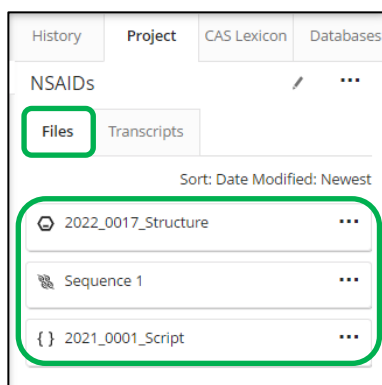 History Project CAS Lexicon Databases
NSAIDs ...
Files Transcripts
Sort: Date Modified: Newest
2022_0017_Structure ...
Sequence 1 ...
{ } 2021_0001_Script ...